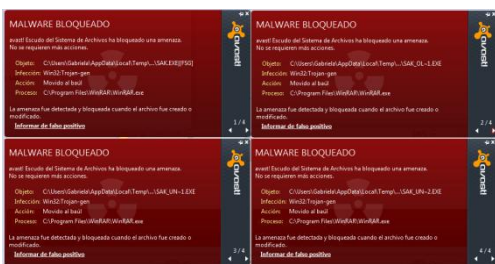 MALWARE BLOQUEADO
avast! Escudo del Sistema de Archivos ha bloqueado una amenaza.
No se requieren más acciones.
Objeto: C:\Users\Gabriela\AppData\Local\Temp\...\SAK.EXE|[FSG]
Infección: Win32:Trojan-gen
Acción: Movido al baúl
Proceso: C:\Program Files\WinRAR\WinRAR.exe
La amenaza fue detectada y bloqueada cuando el archivo fue creado o
modificado.
Informar de falso positivo
1/4
avast!
MALWARE BLOQUEADO
avast! Escudo del Sistema de Archivos ha bloqueado una amenaza.
No se requieren más acciones.
Objeto: C:\Users\Gabriela\AppData\Local\Temp\...\SAK_OL~1.EXE
Infección: Win32:Trojan-gen
Acción: Movido al baúl
Proceso: C:\Program Files\WinRAR\WinRAR.exe
La amenaza fue detectada y bloqueada cuando el archivo fue creado o
modificado.
Informar de falso positivo
2/4
avast!
MALWARE BLOQUEADO
avast! Escudo del Sistema de Archivos ha bloqueado una amenaza.
No se requieren más acciones.
Objeto: C:\Users\Gabriela\AppData\Local\Temp\...\SAK_UN~1.EXE
Infección: Win32:Trojan-gen
Acción: Movido al baúl
Proceso: C:\Program Files\WinRAR\WinRAR.exe
La amenaza fue detectada y bloqueada cuando el archivo fue creado o
modificado.
Informar de falso positivo
3/4
avast!
MALWARE BLOQUEADO
avast! Escudo del Sistema de Archivos ha bloqueado una amenaza.
No se requieren más acciones.
Objeto: C:\Users\Gabriela\AppData\Local\Temp\...\SAK_UN~2.EXE
Infección: Win32:Trojan-gen
Acción: Movido al baúl
Proceso: C:\Program Files\WinRAR\WinRAR.exe
La amenaza fue detectada y bloqueada cuando el archivo fue creado o
modificado.
Informar de falso positivo
4/4
avast!